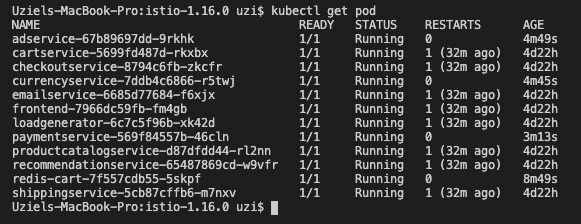 Uziels-MacBook-Pro:istio-1.16.0 uzi$ kubectl get pod
NAME READY STATUS RESTARTS AGE
adservice-67b89697dd-9rkhk 1/1 Running 0 4m49s
cartservice-5699fd487d-rkxbx 1/1 Running 1 (32m ago) 4d22h
checkoutservice-8794c6fb-zkcfr 1/1 Running 1 (32m ago) 4d22h
currencyservice-7ddb4c6866-r5twj 1/1 Running 0 4m45s
emailservice-6685d77684-f6xjx 1/1 Running 1 (32m ago) 4d22h
frontend-7966dc59fb-fm4gb 1/1 Running 1 (32m ago) 4d22h
loadgenerator-6c7c5f96b-xk42d 1/1 Running 1 (32m ago) 4d22h
paymentservice-569f84557b-46cln 1/1 Running 0 3m13s
productcatalogservice-d87dfdd44-rl2nn 1/1 Running 1 (32m ago) 4d22h
recommendationservice-65487869cd-w9vfr 1/1 Running 1 (32m ago) 4d22h
redis-cart-7f557cdb55-5skpf 1/1 Running 0 8m49s
shippingservice-5cb87cffb6-m7nxv 1/1 Running 1 (32m ago) 4d22h
Uziels-MacBook-Pro:istio-1.16.0 uzi$